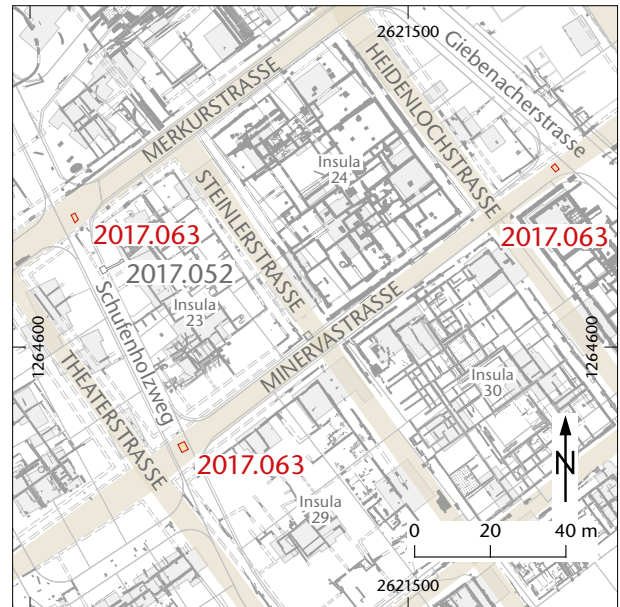 2621500
Giebenacherstrasse
HEIDENLOCHSTRASSE
MERKURSTRASSE
Insula
24
STEINLERSTRASSE
2017.063
2017.063
2017.052
Insula
23
Schufenholzweg
1264600
1264600
MINERVASTRASSE
THEATERSTRASSE
Insula
30
2017.063
N
Insula
29
0 20 40 m
2621500